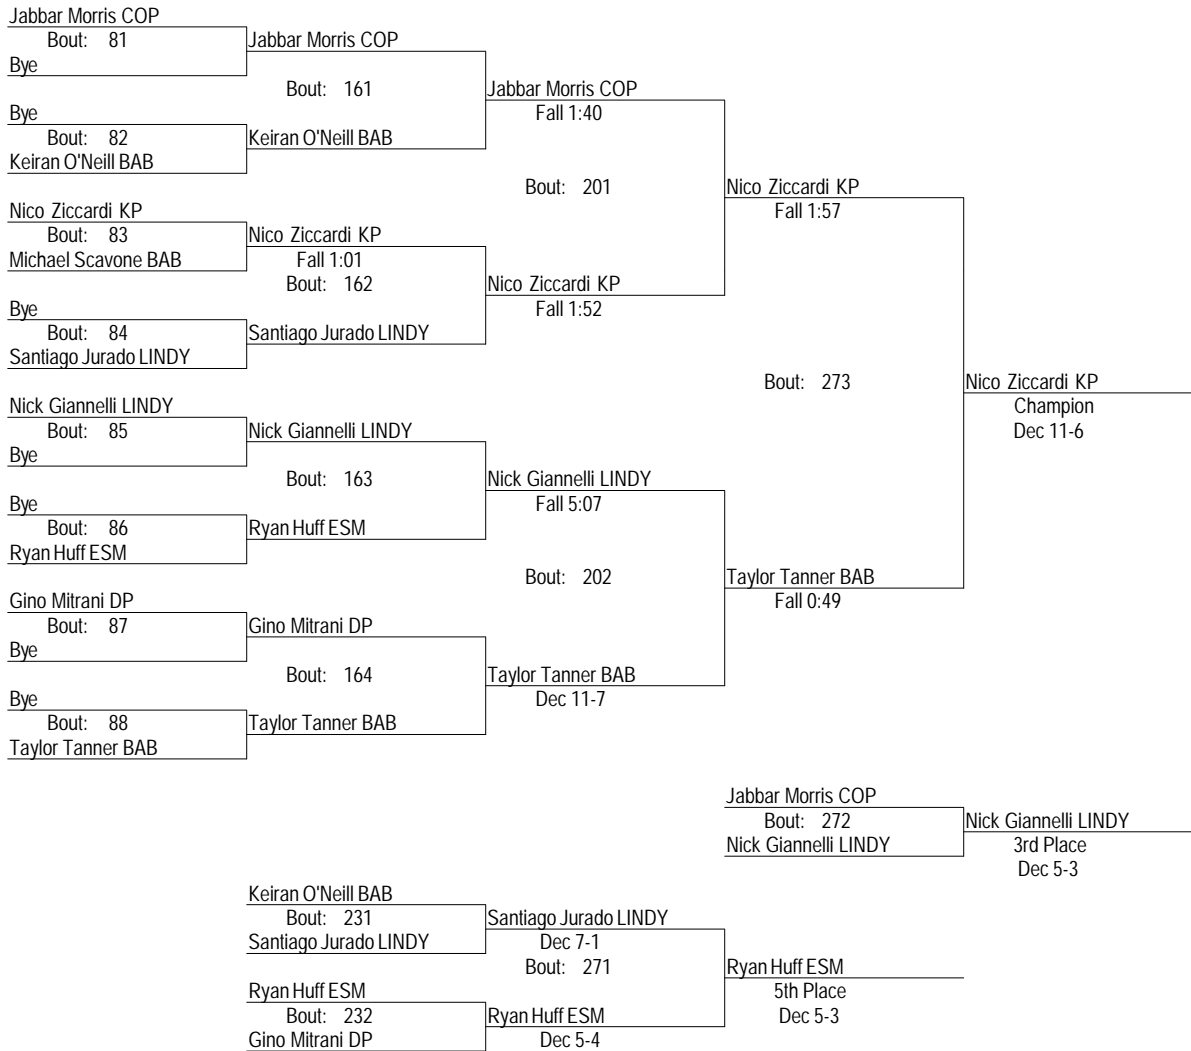 Jabbar Morris COP
Bout: 81
Jabbar Morris COP
Bye
Bout: 161
Jabbar Morris COP
Bye
Fall 1:40
Bout: 82
Keiran O'Neill BAB
Keiran O'Neill BAB
Bout: 201
Nico Ziccardi KP
Nico Ziccardi KP
Fall 1:57
Bout: 83
Nico Ziccardi KP
Michael Scavone BAB
Fall 1:01
Bout: 162
Nico Ziccardi KP
Bye
Fall 1:52
Bout: 84
Santiago Jurado LINDY
Santiago Jurado LINDY
Bout: 273
Nico Ziccardi KP
Champion
Dec 11-6
Nick Giannelli LINDY
Bout: 85
Nick Giannelli LINDY
Bye
Bout: 163
Nick Giannelli LINDY
Bye
Fall 5:07
Bout: 86
Ryan Huff ESM
Ryan Huff ESM
Bout: 202
Taylor Tanner BAB
Gino Mitrani DP
Fall 0:49
Bout: 87
Gino Mitrani DP
Bye
Bout: 164
Taylor Tanner BAB
Bye
Dec 11-7
Bout: 88
Taylor Tanner BAB
Taylor Tanner BAB
Jabbar Morris COP
Bout: 272
Nick Giannelli LINDY
Nick Giannelli LINDY
3rd Place
Dec 5-3
Keiran O'Neill BAB
Bout: 231
Santiago Jurado LINDY
Santiago Jurado LINDY
Dec 7-1
Bout: 271
Ryan Huff ESM
Ryan Huff ESM
5th Place
Bout: 232
Ryan Huff ESM
Dec 5-3
Gino Mitrani DP
Dec 5-4